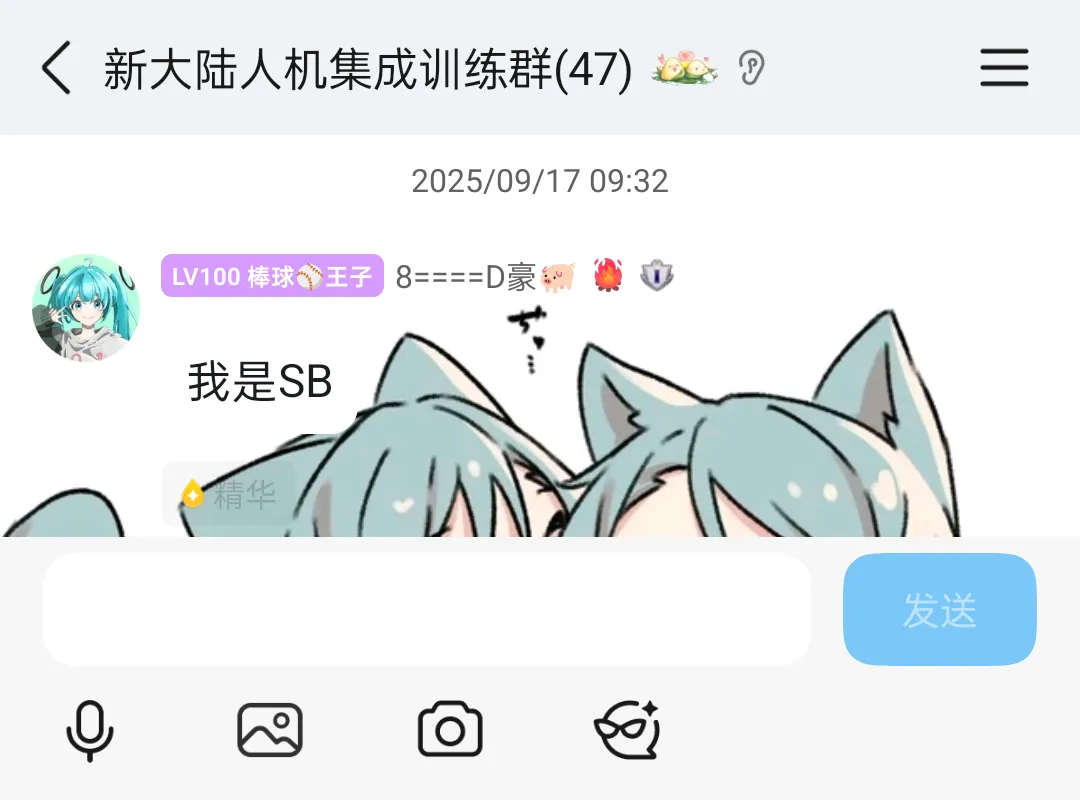 新大陆人机集成训练群(47)
2025/09/17 09:32
LV100 棒球⚾王子 8====D豪🐖
我是SB
精华
发送